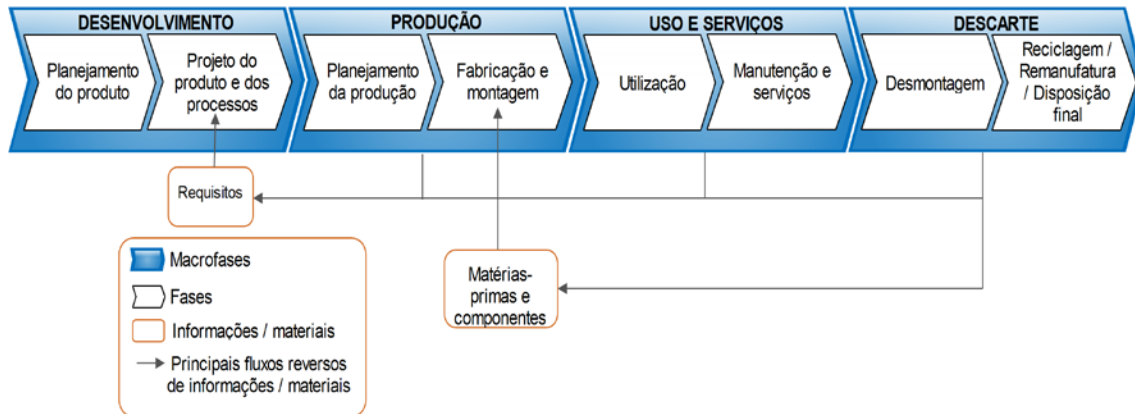 DESENVOLVIMENTO
Planejamento
do produto
Projeto do
produto e dos
processos
PRODUÇÃO
Planejamento
da produção
Fabricação e
montagem
USO E SERVIÇOS
Utilização
Manutenção e
serviços
DESCARTE
Desmontagem
Reciclagem /
Remanufatura
/ Disposição
final
Requisitos
Matérias-
primas e
componentes
Macrofases
Fases
Informações / materiais
Principais fluxos reversos
de informações / materiais